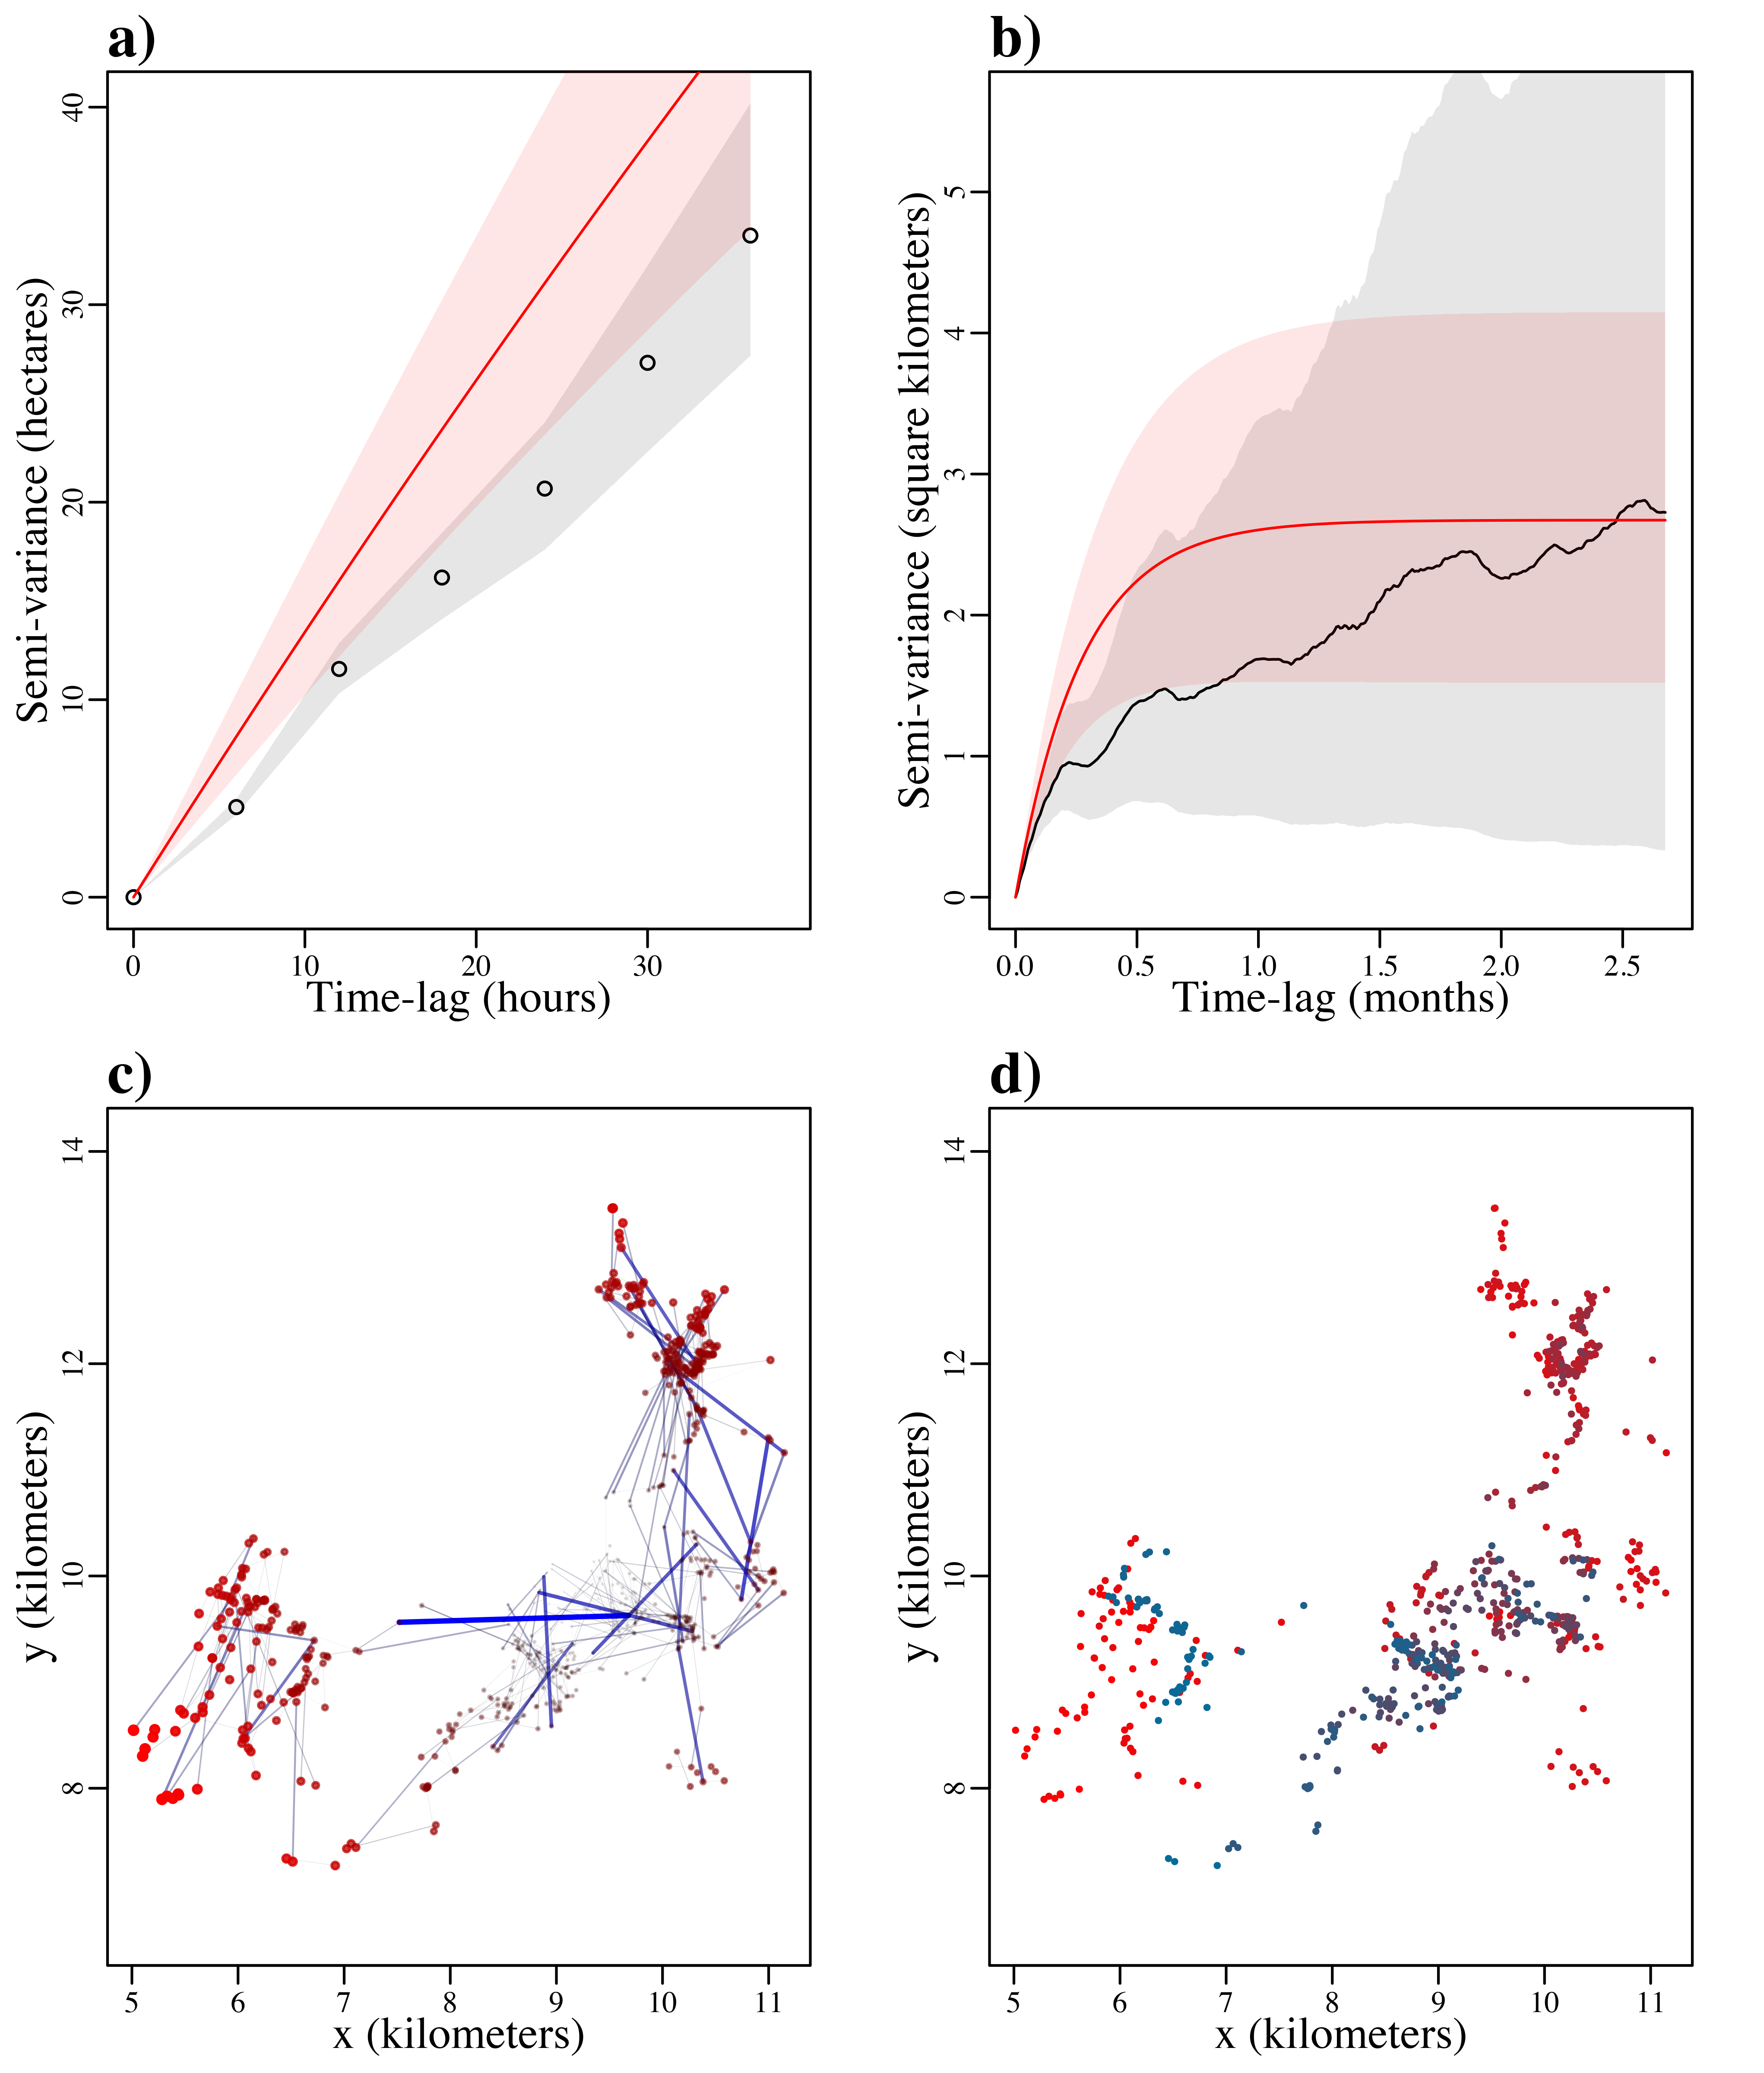 a)
Semi-variance (hectares)
0 10 20 30 40
0 10 20 30
Time-lag (hours)
b)
Semi-variance (square kilometers)
0 1 2 3 4 5
0.0 0.5 1.0 1.5 2.0 2.5
Time-lag (months)
c)
y (kilometers)
8 10 12 14
5 6 7 8 9 10 11
x (kilometers)
d)
y (kilometers)
8 10 12 14
5 6 7 8 9 10 11
x (kilometers)